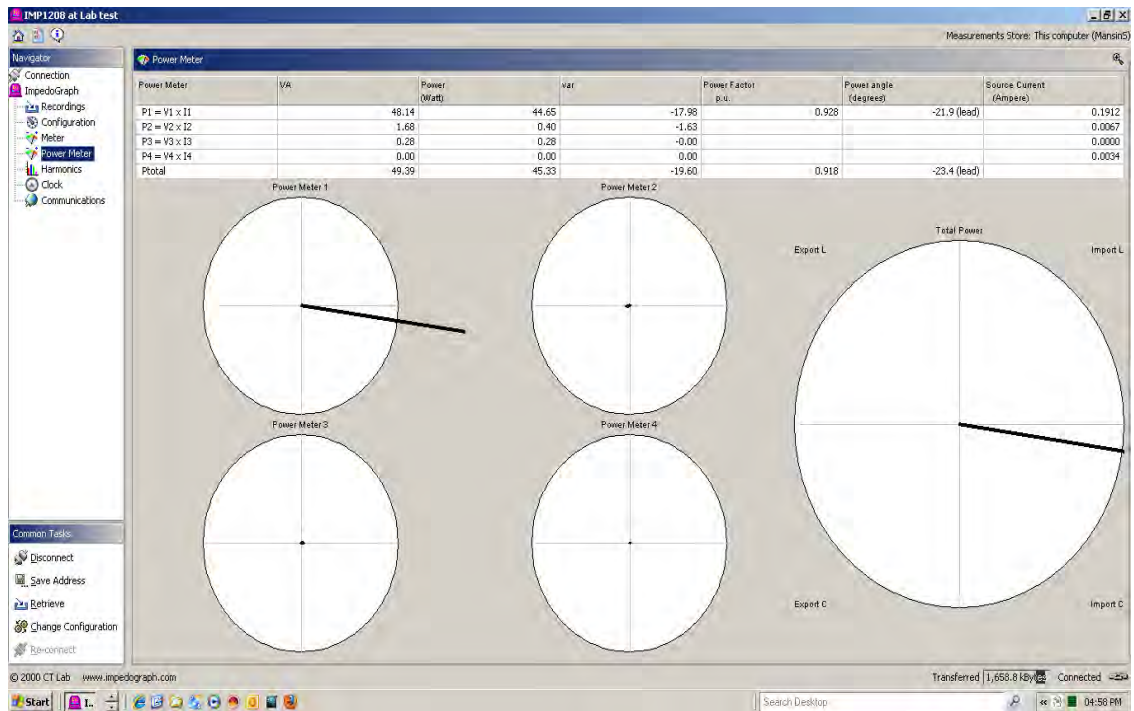 IMP1208 at Lab test
Measurements Store: This computer (MansinS)
Navigator
Connection
ImpedoGraph
Recordings
Configuration
Meter
Power Meter
Harmonics
Clock
Communications
Power Meter
Power Meter VA Power (Watt) var Power Factor p.u. Power angle (degrees) Source Current (Ampere)
P1 = V1 x I1 48.14 44.65 -17.98 0.928 -21.9 (lead) 0.1912
P2 = V2 x I2 1.68 0.40 -1.63 0.0067
P3 = V3 x I3 0.28 0.28 -0.00 0.0000
P4 = V4 x I4 0.00 0.00 0.00 0.0034
Ptotal 49.39 45.33 -19.60 0.918 -23.4 (lead)
Power Meter 1
Power Meter 2
Total Power
Export L
Import L
Power Meter 3
Power Meter 4
Export C
Import C
Common Tasks
Disconnect
Save Address
Retrieve
Change Configuration
Re-connect
© 2000 CT Lab www.impedograph.com
Transferred 1,658.8 kBytes Connected
Start I.. Search Desktop 04:58 PM